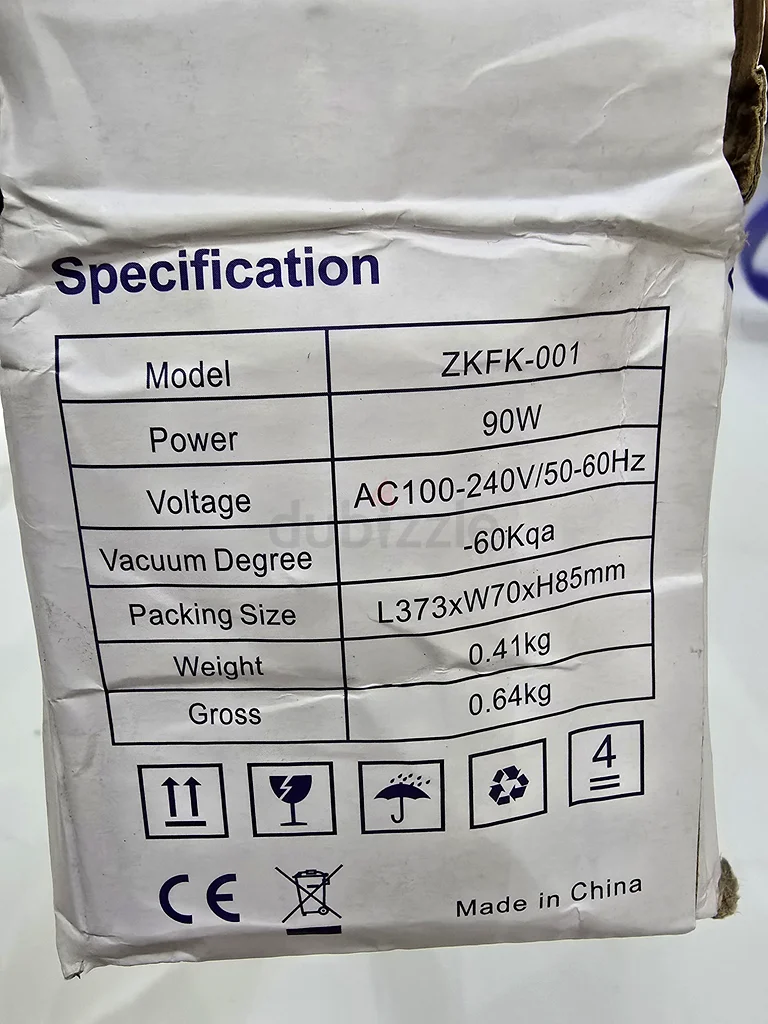 Specification
Model ZKFK-001
Power 90W
Voltage AC100-240V/50-60Hz
Vacuum Degree -60Kqa
Packing Size L373xW70xH85mm
Weight 0.41kg
Gross 0.64kg
4
CE
Made in China
dubizzle